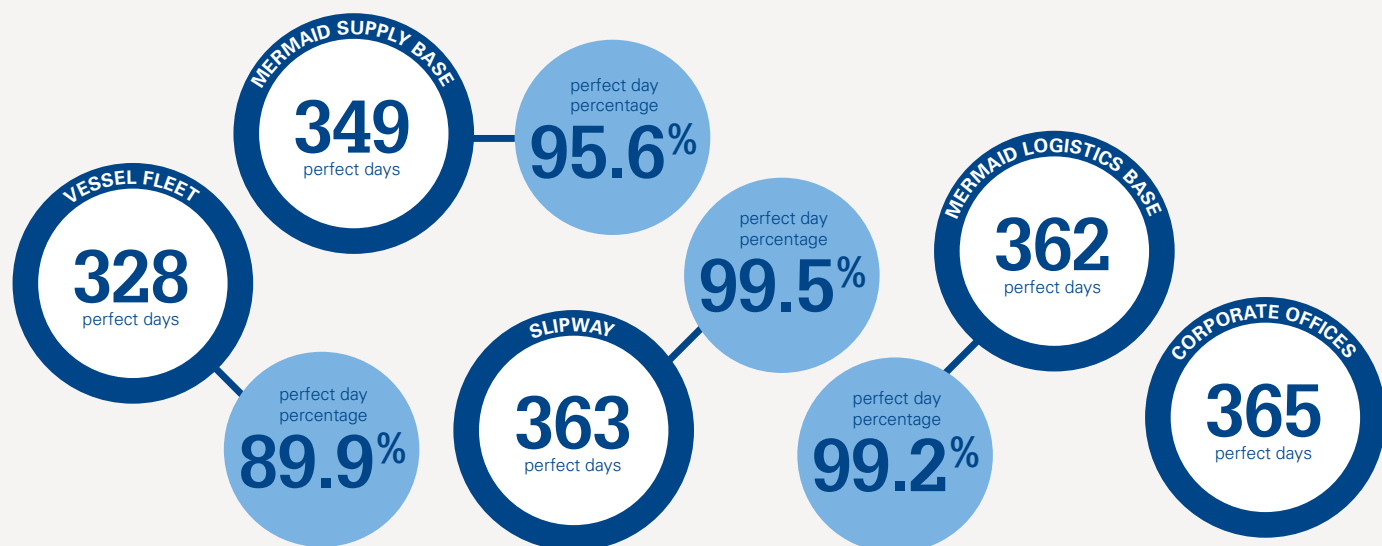 MERMAID SUPPLY BASE
349
perfect days
perfect day
percentage
95.6%
VESSEL FLEET
328
perfect days
perfect day
percentage
89.9%
SLIPWAY
363
perfect days
perfect day
percentage
99.5%
MERMAID LOGISTICS BASE
362
perfect days
perfect day
percentage
99.2%
CORPORATE OFFICES
365
perfect days